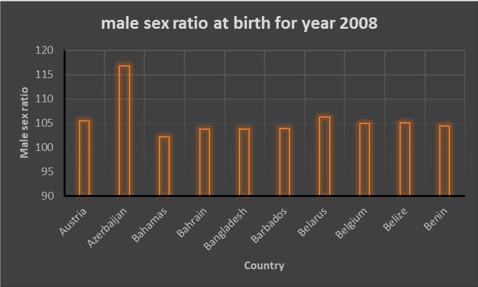 male sex ratio at birth for year 2008
120
115
110
105
100
95
90
Male sex ratio
Austria
Azerbaijan
Bahamas
Bahrain
Bangladesh
Barbados
Belarus
Belgium
Belize
Benin
Country